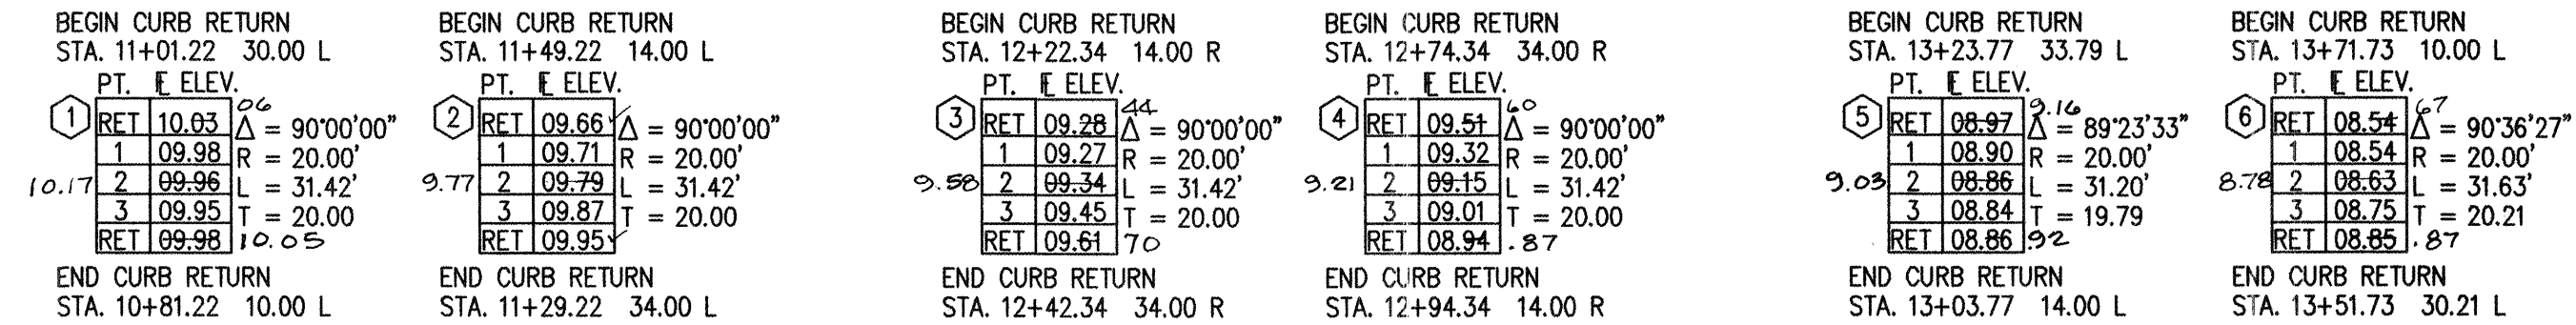 BEGIN CURB RETURN
STA. 11+01.22 30.00 L
PT. ℄ ELEV.
1
RET 10.03 06 Δ = 90°00'00"
1 09.98 R = 20.00'
10.17 2 09.96 L = 31.42'
3 09.95 T = 20.00
RET 09.98 10.05
END CURB RETURN
STA. 10+81.22 10.00 L
BEGIN CURB RETURN
STA. 11+49.22 14.00 L
PT. ℄ ELEV.
2
RET 09.66 ✓ Δ = 90°00'00"
1 09.71 R = 20.00'
9.77 2 09.79 L = 31.42'
3 09.87 T = 20.00
RET 09.95 ✓
END CURB RETURN
STA. 11+29.22 34.00 L
BEGIN CURB RETURN
STA. 12+22.34 14.00 R
PT. ℄ ELEV.
3
RET 09.28 44 Δ = 90°00'00"
1 09.27 R = 20.00'
9.58 2 09.34 L = 31.42'
3 09.45 T = 20.00
RET 09.61 70
END CURB RETURN
STA. 12+42.34 34.00 R
BEGIN CURB RETURN
STA. 12+74.34 34.00 R
PT. ℄ ELEV.
4
RET 09.51 60 Δ = 90°00'00"
1 09.32 R = 20.00'
9.21 2 09.15 L = 31.42'
3 09.01 T = 20.00
RET 08.94 .87
END CURB RETURN
STA. 12+94.34 14.00 R
BEGIN CURB RETURN
STA. 13+23.77 33.79 L
PT. ℄ ELEV.
5
RET 08.97 9.16 Δ = 89°23'33"
1 08.90 R = 20.00'
9.03 2 08.86 L = 31.20'
3 08.84 T = 19.79
RET 08.86 .92
END CURB RETURN
STA. 13+03.77 14.00 L
BEGIN CURB RETURN
STA. 13+71.73 10.00 L
PT. ℄ ELEV.
6
RET 08.54 67 Δ = 90°36'27"
1 08.54 R = 20.00'
8.78 2 08.63 L = 31.63'
3 08.75 T = 20.21
RET 08.85 .87
END CURB RETURN
STA. 13+51.73 30.21 L